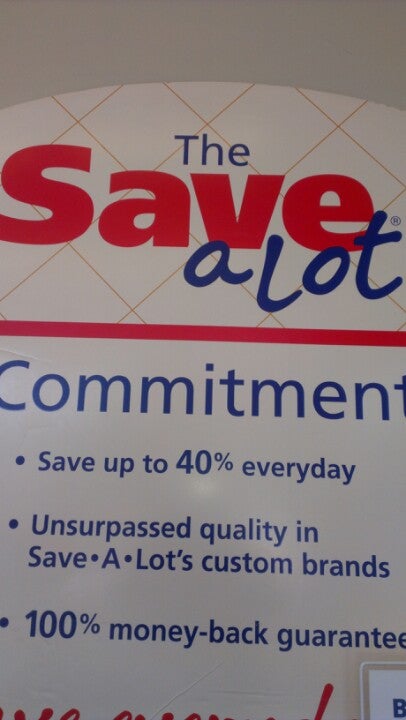 The
Save®
a lot
Commitment
• Save up to 40% everyday
• Unsurpassed quality in
Save•A•Lot's custom brands
• 100% money-back guarantee
B